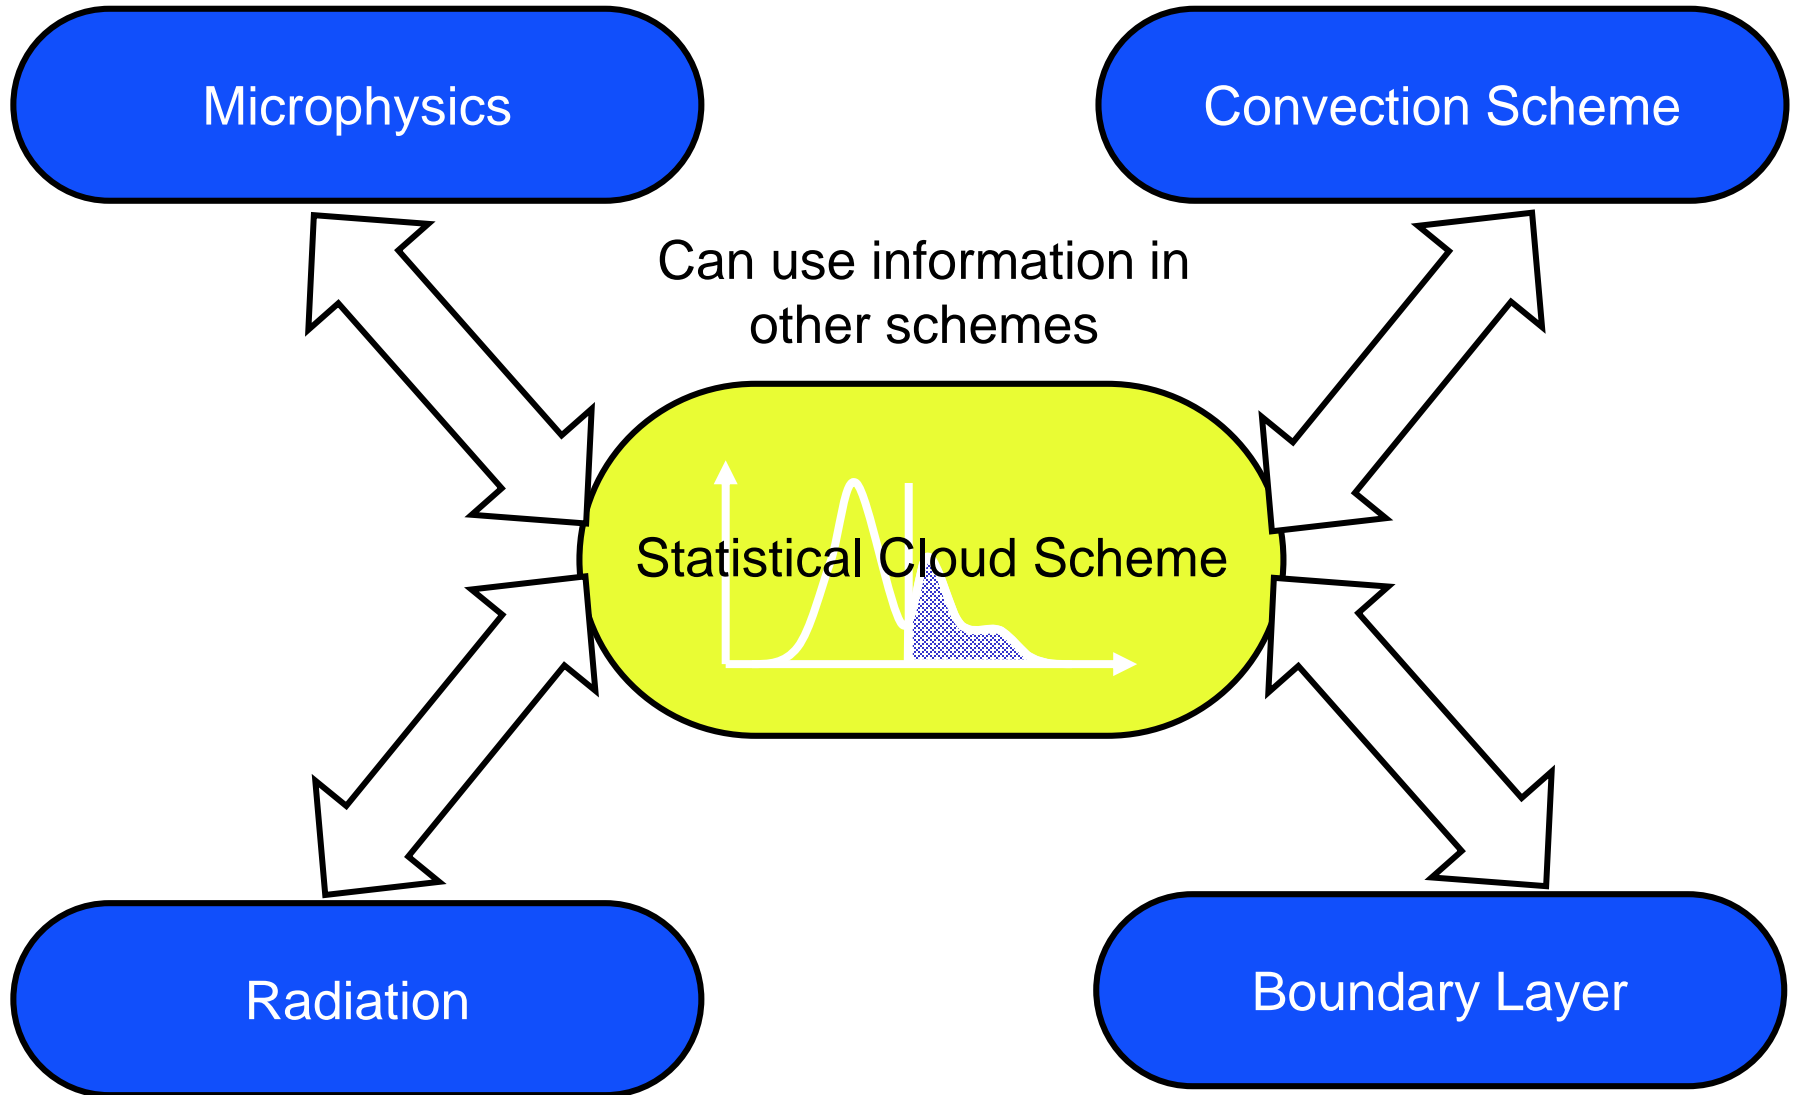 Microphysics
Convection Scheme
Can use information in
other schemes
Statistical Cloud Scheme
Radiation
Boundary Layer